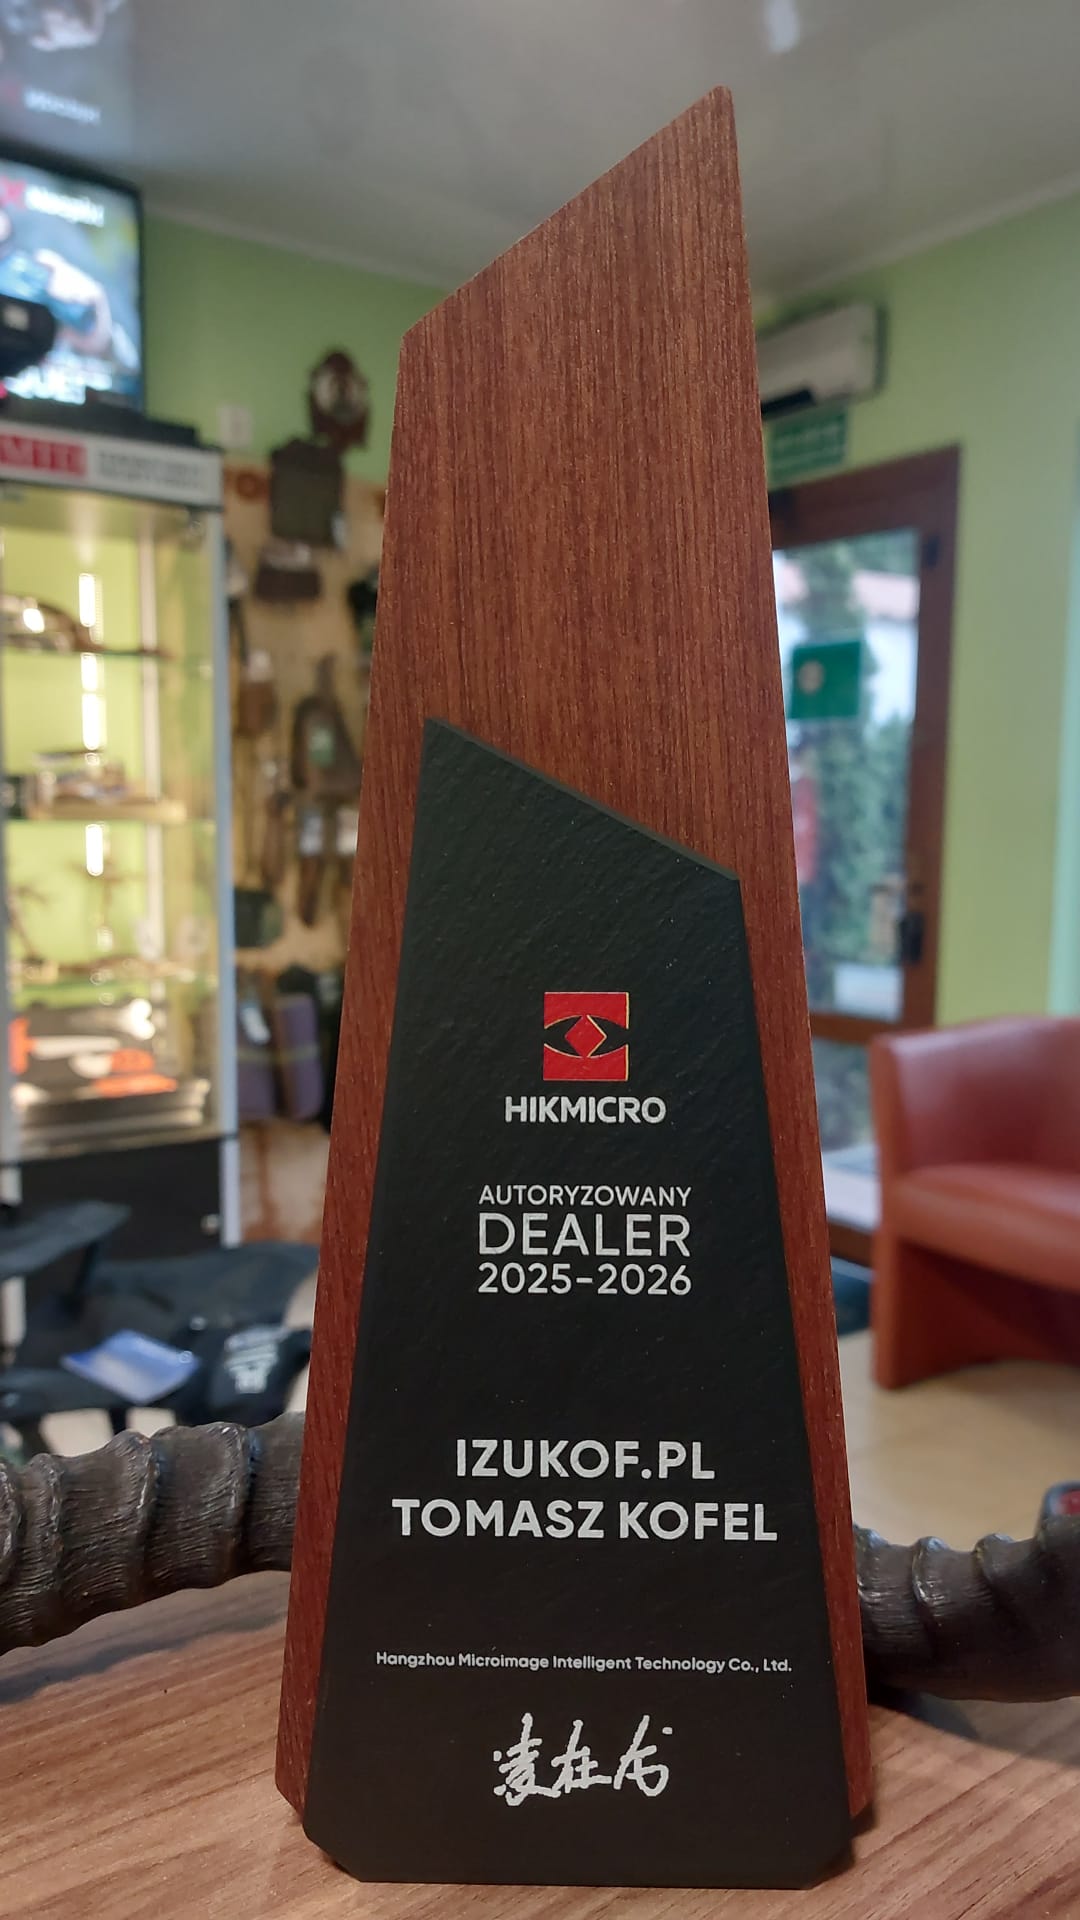 HIKMICRO
AUTORYZOWANY
DEALER
2025-2026
IZUKOF.PL
TOMASZ KOFEL
Hangzhou Microimage Intelligent Technology Co., Ltd.